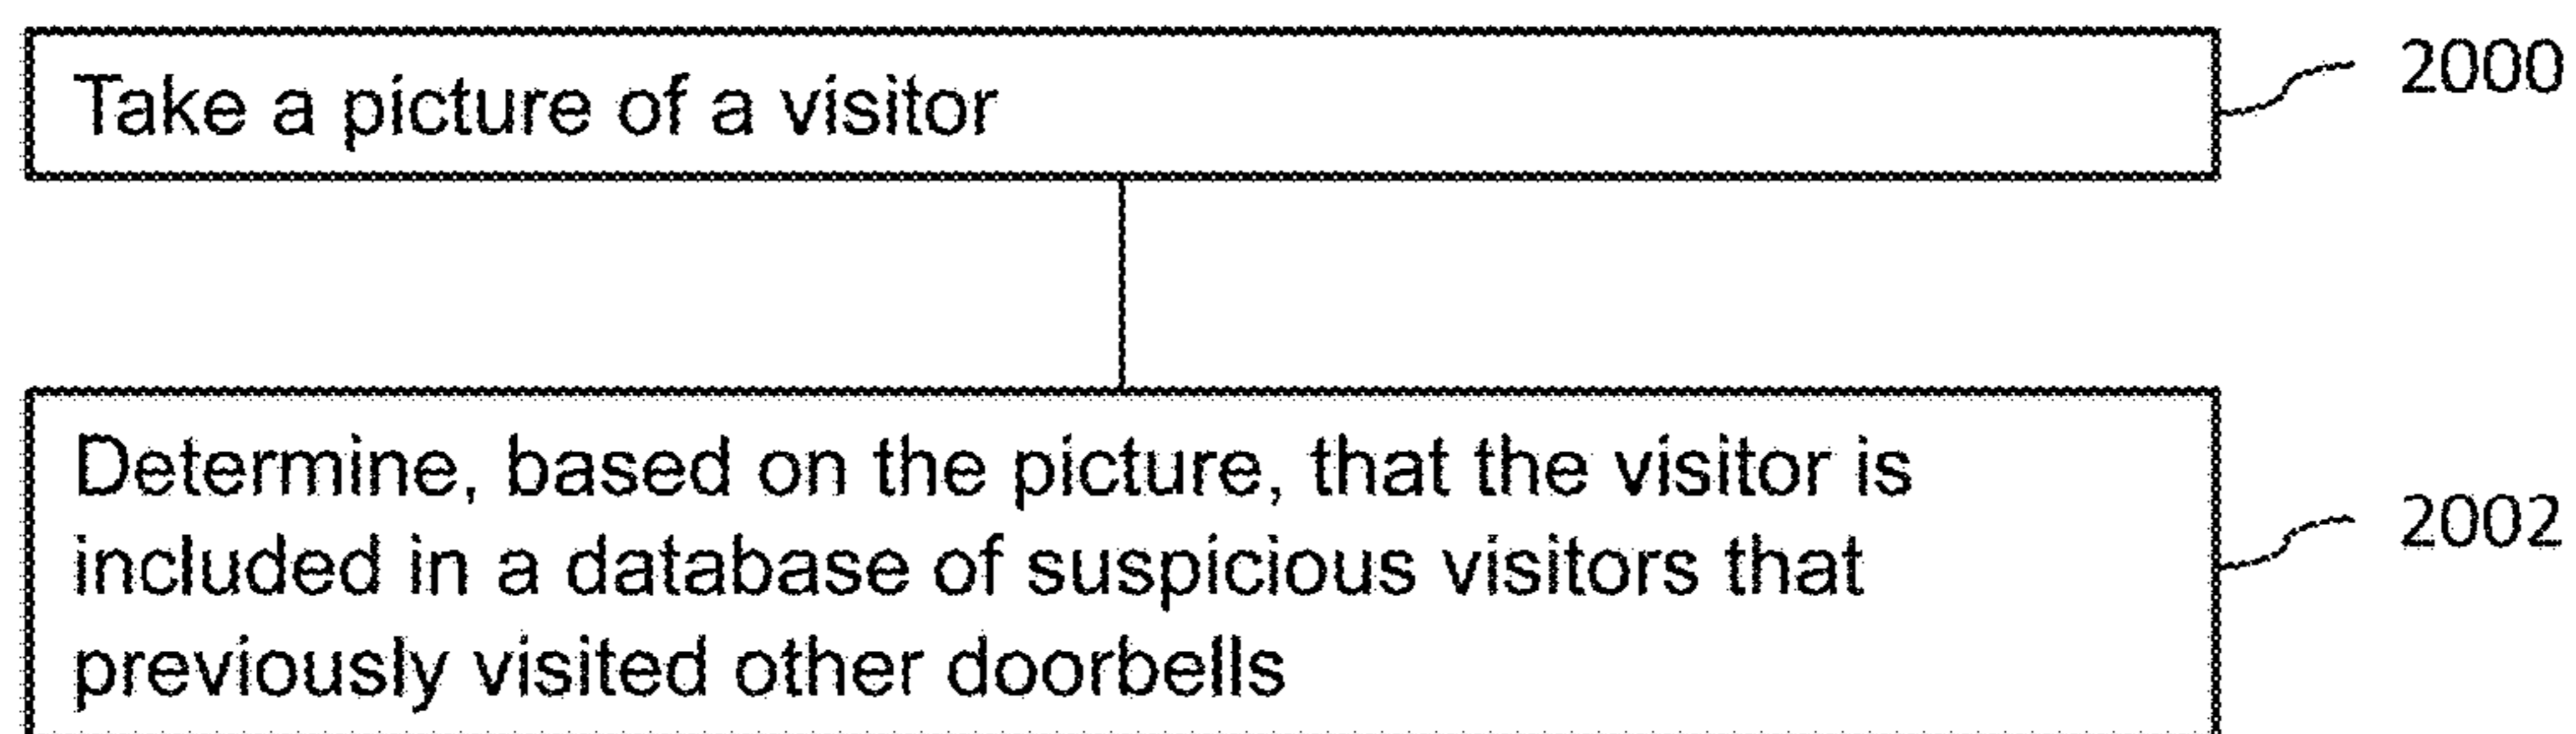 Take a picture of a visitor
2000
Determine, based on the picture, that the visitor is
included in a database of suspicious visitors that
2002
previously visited other doorbells